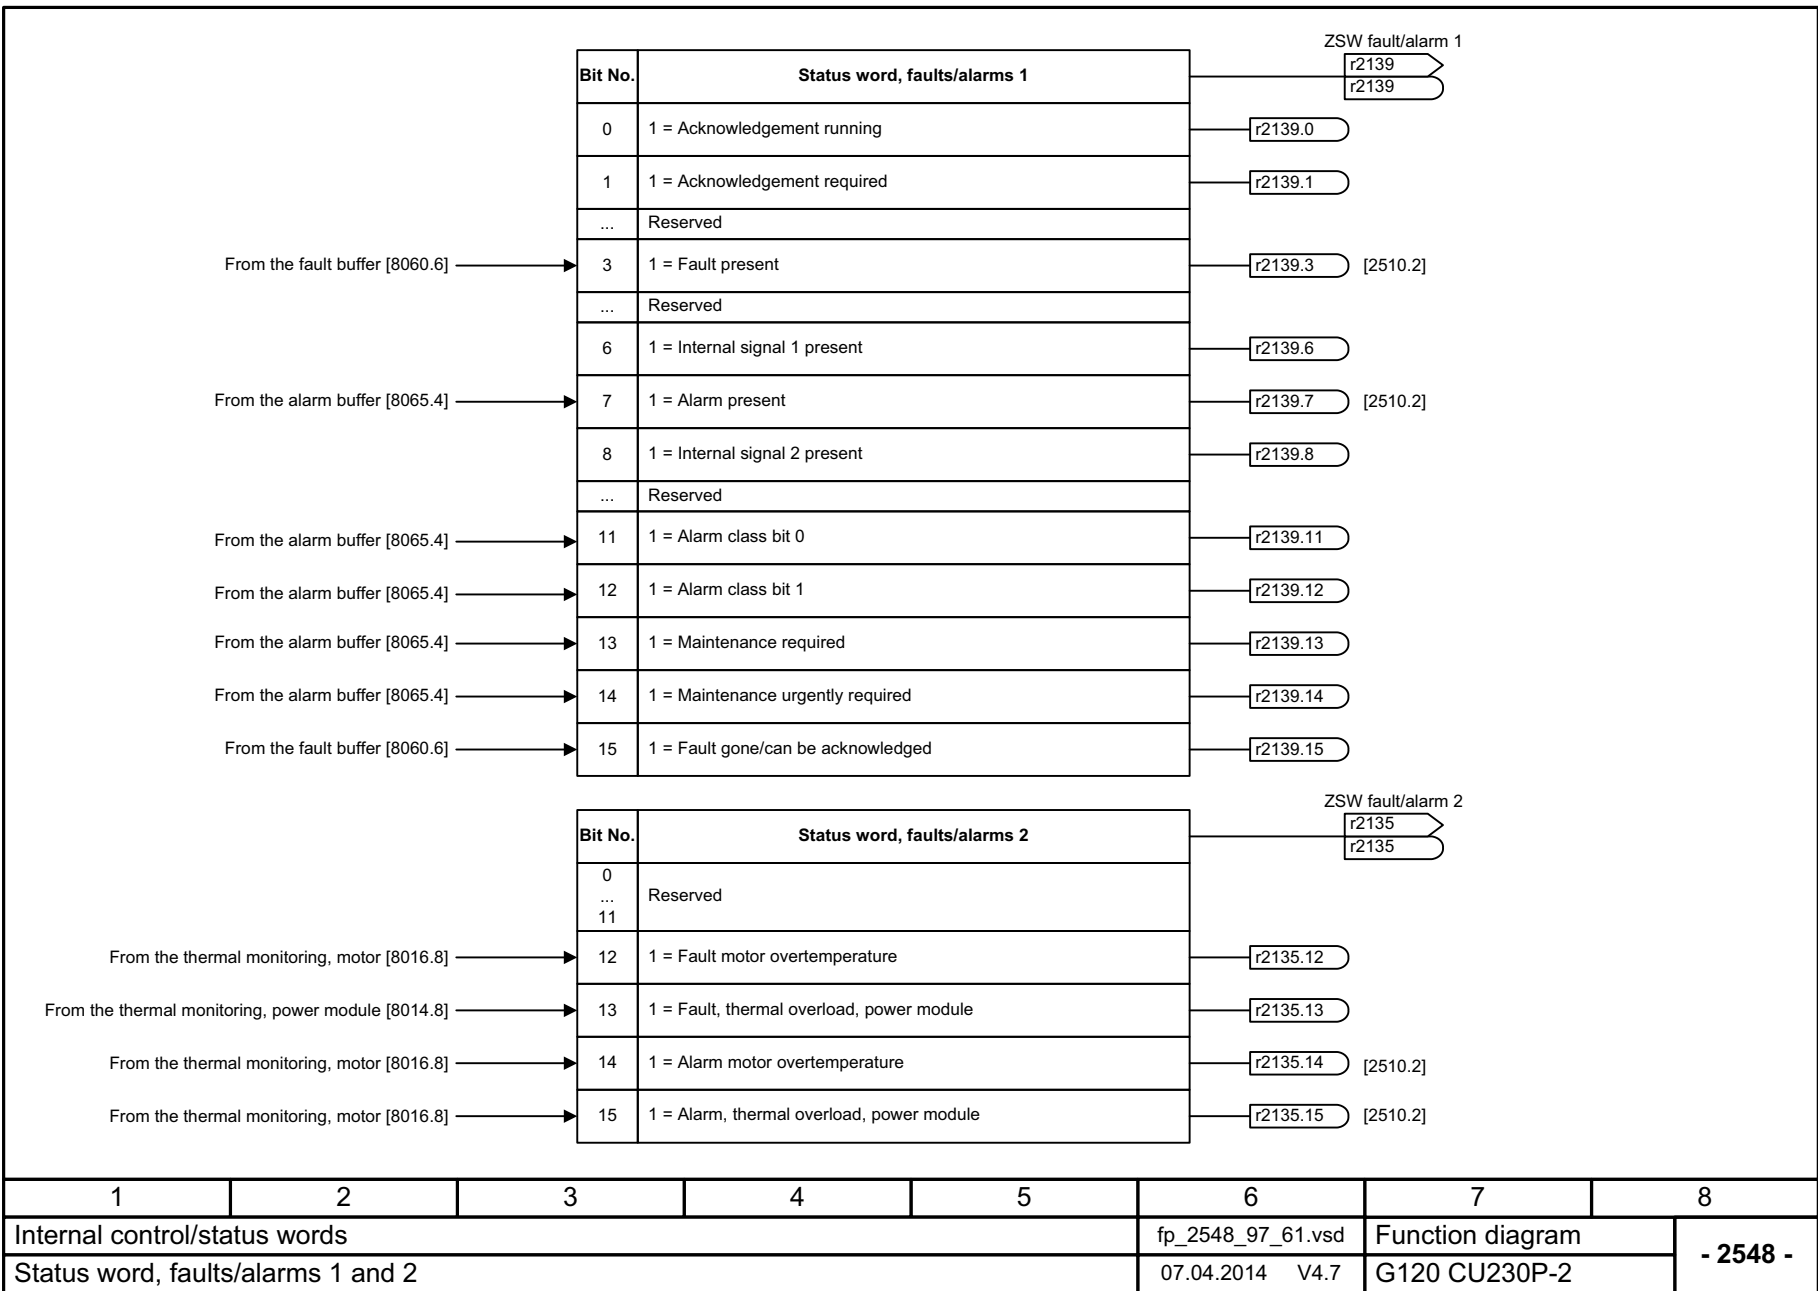 ZSW fault/alarm 1
Bit No. Status word, faults/alarms 1 r2139
r2139
0 1 = Acknowledgement running r2139.0
1 1 = Acknowledgement required r2139.1
... Reserved
From the fault buffer [8060.6] 3 1 = Fault present r2139.3 [2510.2]
... Reserved
6 1 = Internal signal 1 present r2139.6
From the alarm buffer [8065.4] 7 1 = Alarm present r2139.7 [2510.2]
8 1 = Internal signal 2 present r2139.8
... Reserved
From the alarm buffer [8065.4] 11 1 = Alarm class bit 0 r2139.11
From the alarm buffer [8065.4] 12 1 = Alarm class bit 1 r2139.12
From the alarm buffer [8065.4] 13 1 = Maintenance required r2139.13
From the alarm buffer [8065.4] 14 1 = Maintenance urgently required r2139.14
From the fault buffer [8060.6] 15 1 = Fault gone/can be acknowledged r2139.15
ZSW fault/alarm 2
Bit No. Status word, faults/alarms 2 r2135
r2135
0
... Reserved
11
From the thermal monitoring, motor [8016.8] 12 1 = Fault motor overtemperature r2135.12
From the thermal monitoring, power module [8014.8] 13 1 = Fault, thermal overload, power module r2135.13
From the thermal monitoring, motor [8016.8] 14 1 = Alarm motor overtemperature r2135.14 [2510.2]
From the thermal monitoring, motor [8016.8] 15 1 = Alarm, thermal overload, power module r2135.15 [2510.2]
1 2 3 4 5 6 7 8
Internal control/status words fp_2548_97_61.vsd Function diagram - 2548 -
Status word, faults/alarms 1 and 2 07.04.2014 V4.7 G120 CU230P-2